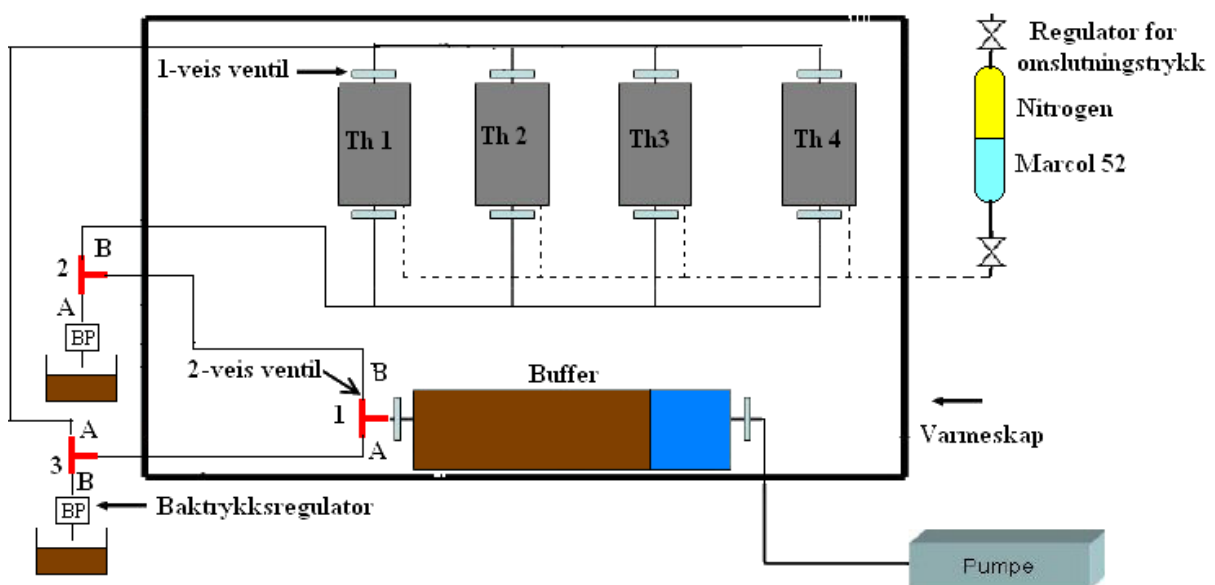 1-veis ventil
Th 1
Th 2
Th3
Th 4
Regulator for
omslutningstrykk
Nitrogen
Marcol 52
B
2
A
BP
2-veis ventil
B
1
A
Buffer
Varmeskap
A
3
B
BP
Baktrykksregulator
Pumpe